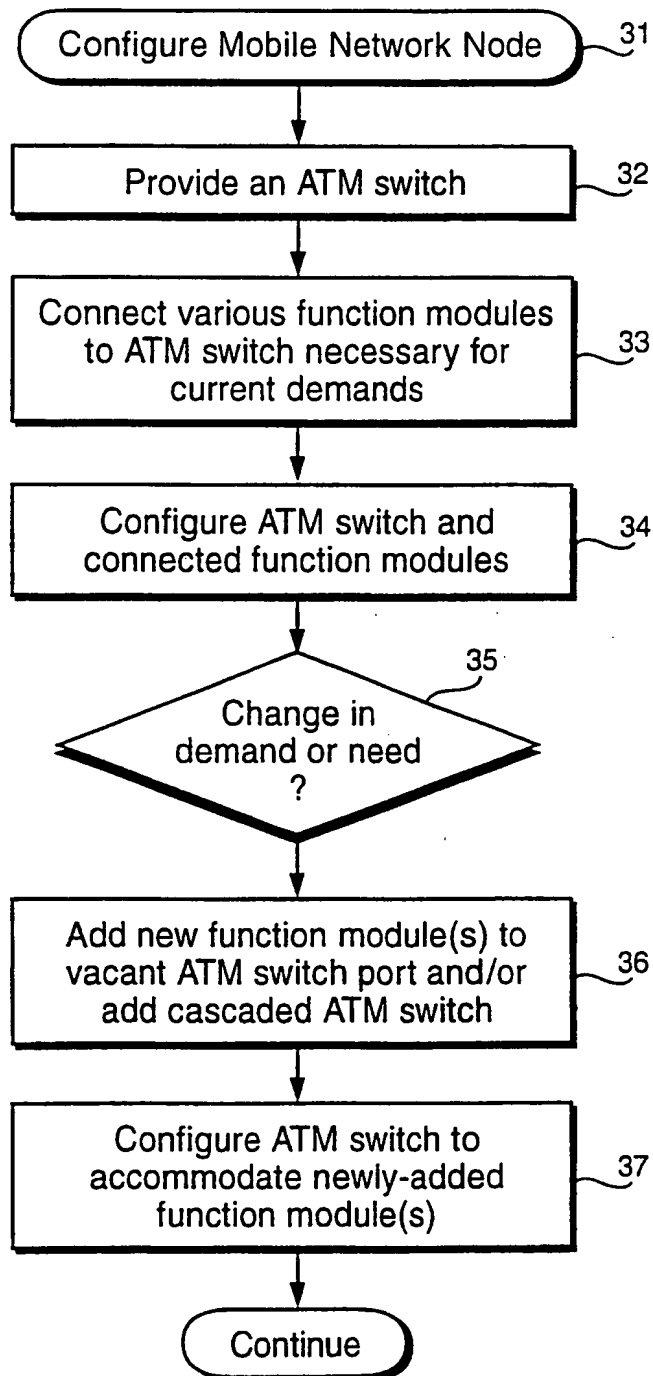 Configure Mobile Network Node
31
Provide an ATM switch
32
Connect various function modules
to ATM switch necessary for
current demands
33
Configure ATM switch and
connected function modules
34
35
Change in
demand or need
?
Add new function module(s) to
vacant ATM switch port and/or
add cascaded ATM switch
36
Configure ATM switch to
accommodate newly-added
function module(s)
37
Continue